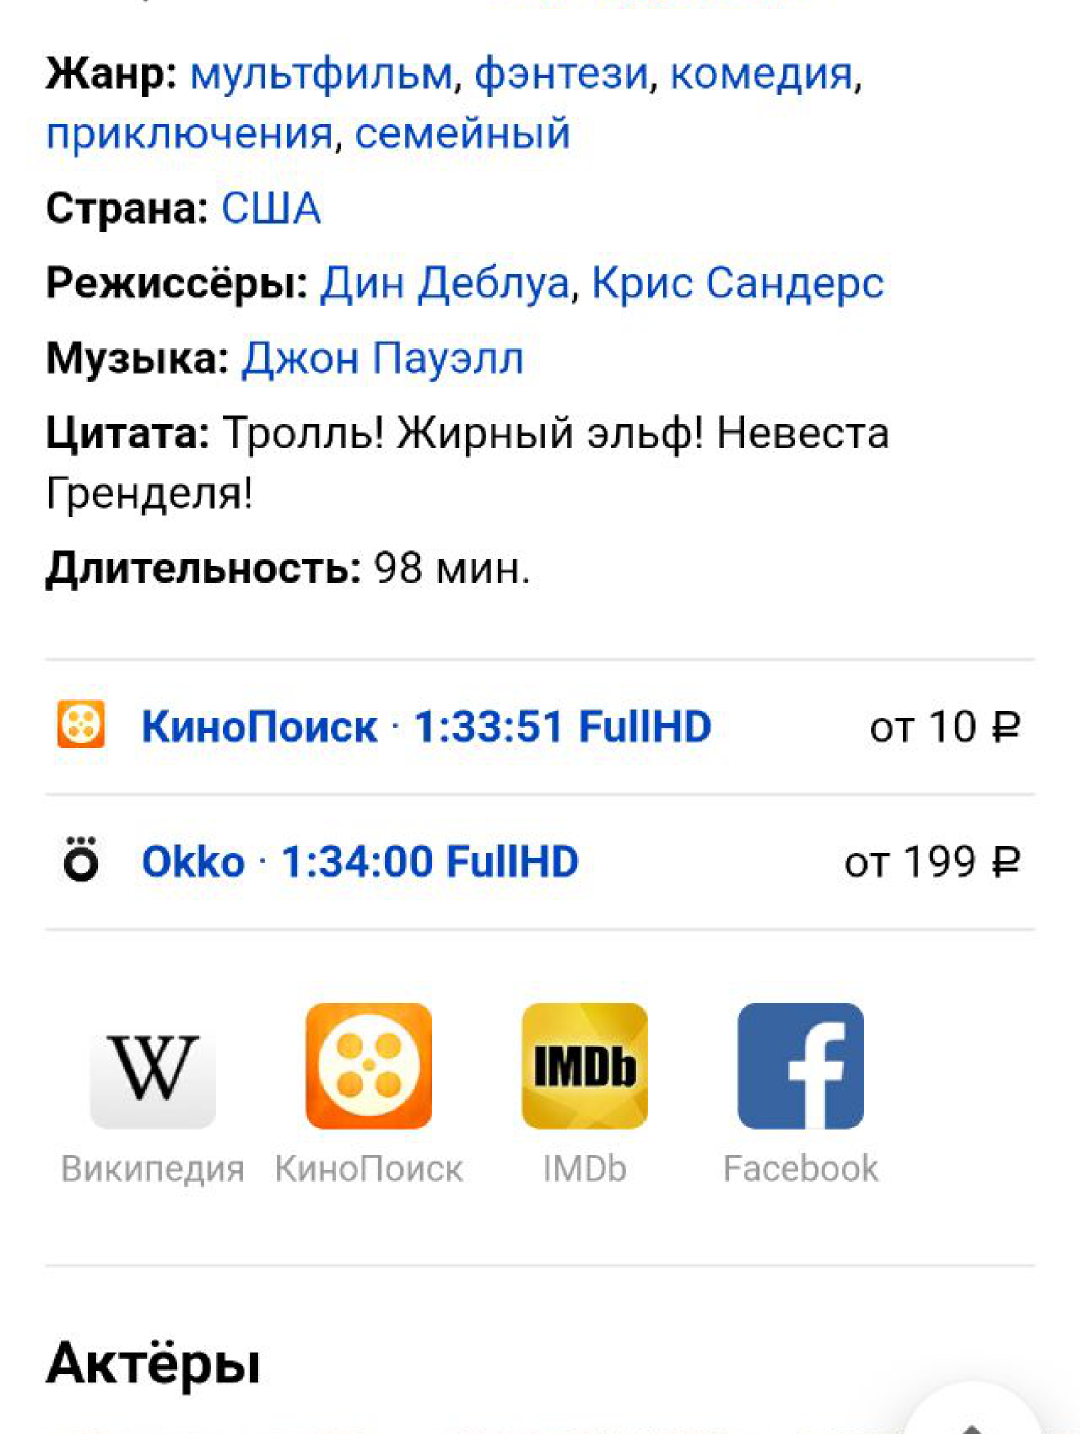 Жанр: мультфильм, фэнтези, комедия,
приключения, семейный
Страна: США
Режиссёры: Дин Деблуа, Крис Сандерс
Музыка: Джон Пауэлл
Цитата: Тролль! Жирный эльф! Невеста
Гренделя!
Длительность: 98 мин.
КиноПоиск · 1:33:51 FullHD от 10 ₽
Okko · 1:34:00 FullHD от 199 ₽
W IMDb f
Википедия КиноПоиск IMDb Facebook
Актёры